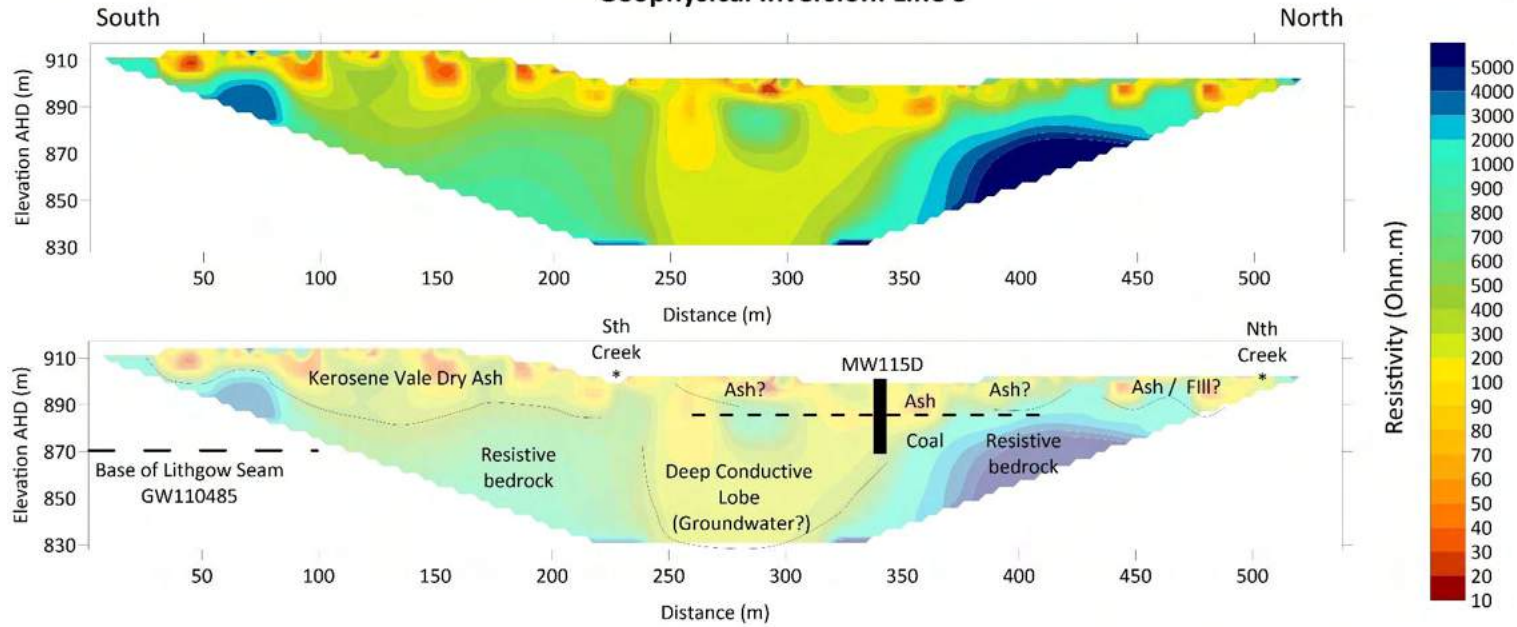 South
North
910
890
870
850
830
Elevation AHD (m)
50
100
150
200
250
300
350
400
450
500
Distance (m)
Sth
Creek
*
MW115D
Nth
Creek
*
910
890
870
850
830
Elevation AHD (m)
Kerosene Vale Dry Ash
Ash?
Ash
Ash?
Ash / FIll?
Coal
Resistive
bedrock
Base of Lithgow Seam
GW110485
Resistive
bedrock
Deep Conductive
Lobe
(Groundwater?)
50
100
150
200
250
300
350
400
450
500
Distance (m)
Resistivity (Ohm.m)
5000
4000
3000
2000
1000
900
800
700
600
500
400
300
200
100
90
80
70
60
50
40
30
20
10